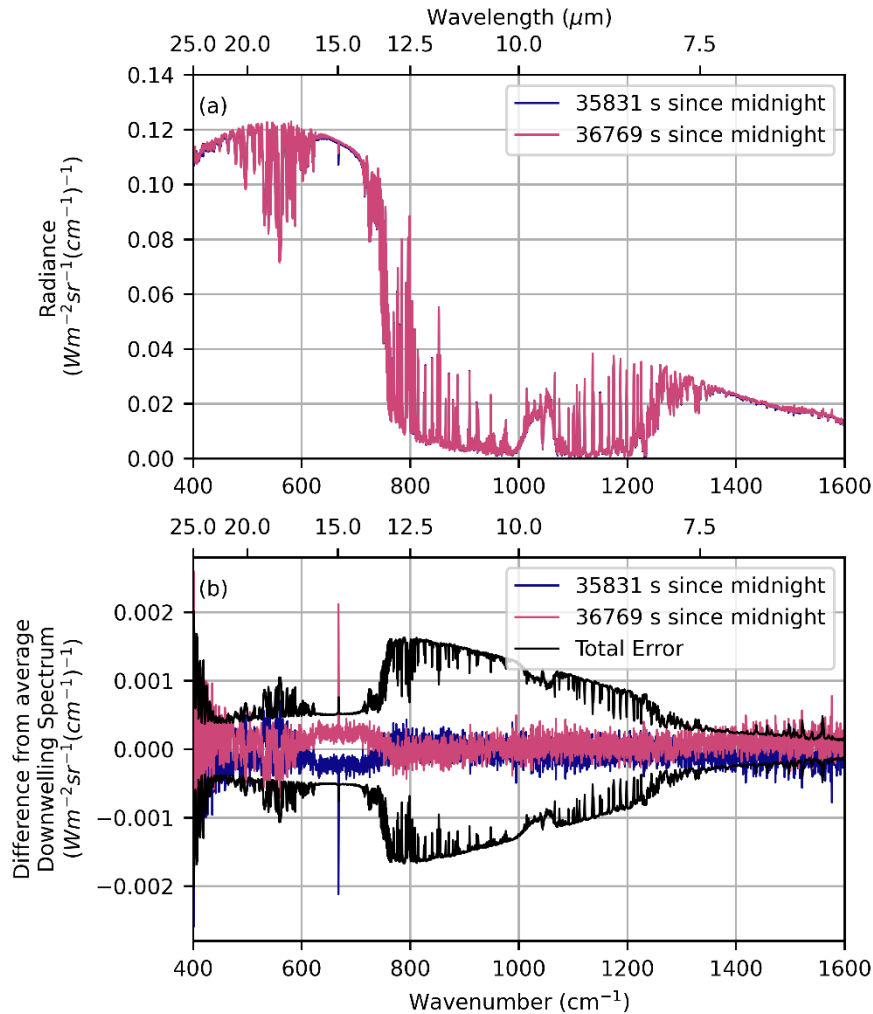 Wavelength (μm)
25.0 20.0 15.0 12.5 10.0 7.5
(a)
35831 s since midnight
36769 s since midnight
0.14
0.12
0.10
0.08
0.06
0.04
0.02
0.00
Radiance
(Wm⁻²sr⁻¹(cm⁻¹)⁻¹)
400 600 800 1000 1200 1400 1600
25.0 20.0 15.0 12.5 10.0 7.5
(b)
35831 s since midnight
36769 s since midnight
Total Error
0.002
0.001
0.000
−0.001
−0.002
Difference from average
Downwelling Spectrum
(Wm⁻²sr⁻¹(cm⁻¹)⁻¹)
400 600 800 1000 1200 1400 1600
Wavenumber (cm⁻¹)